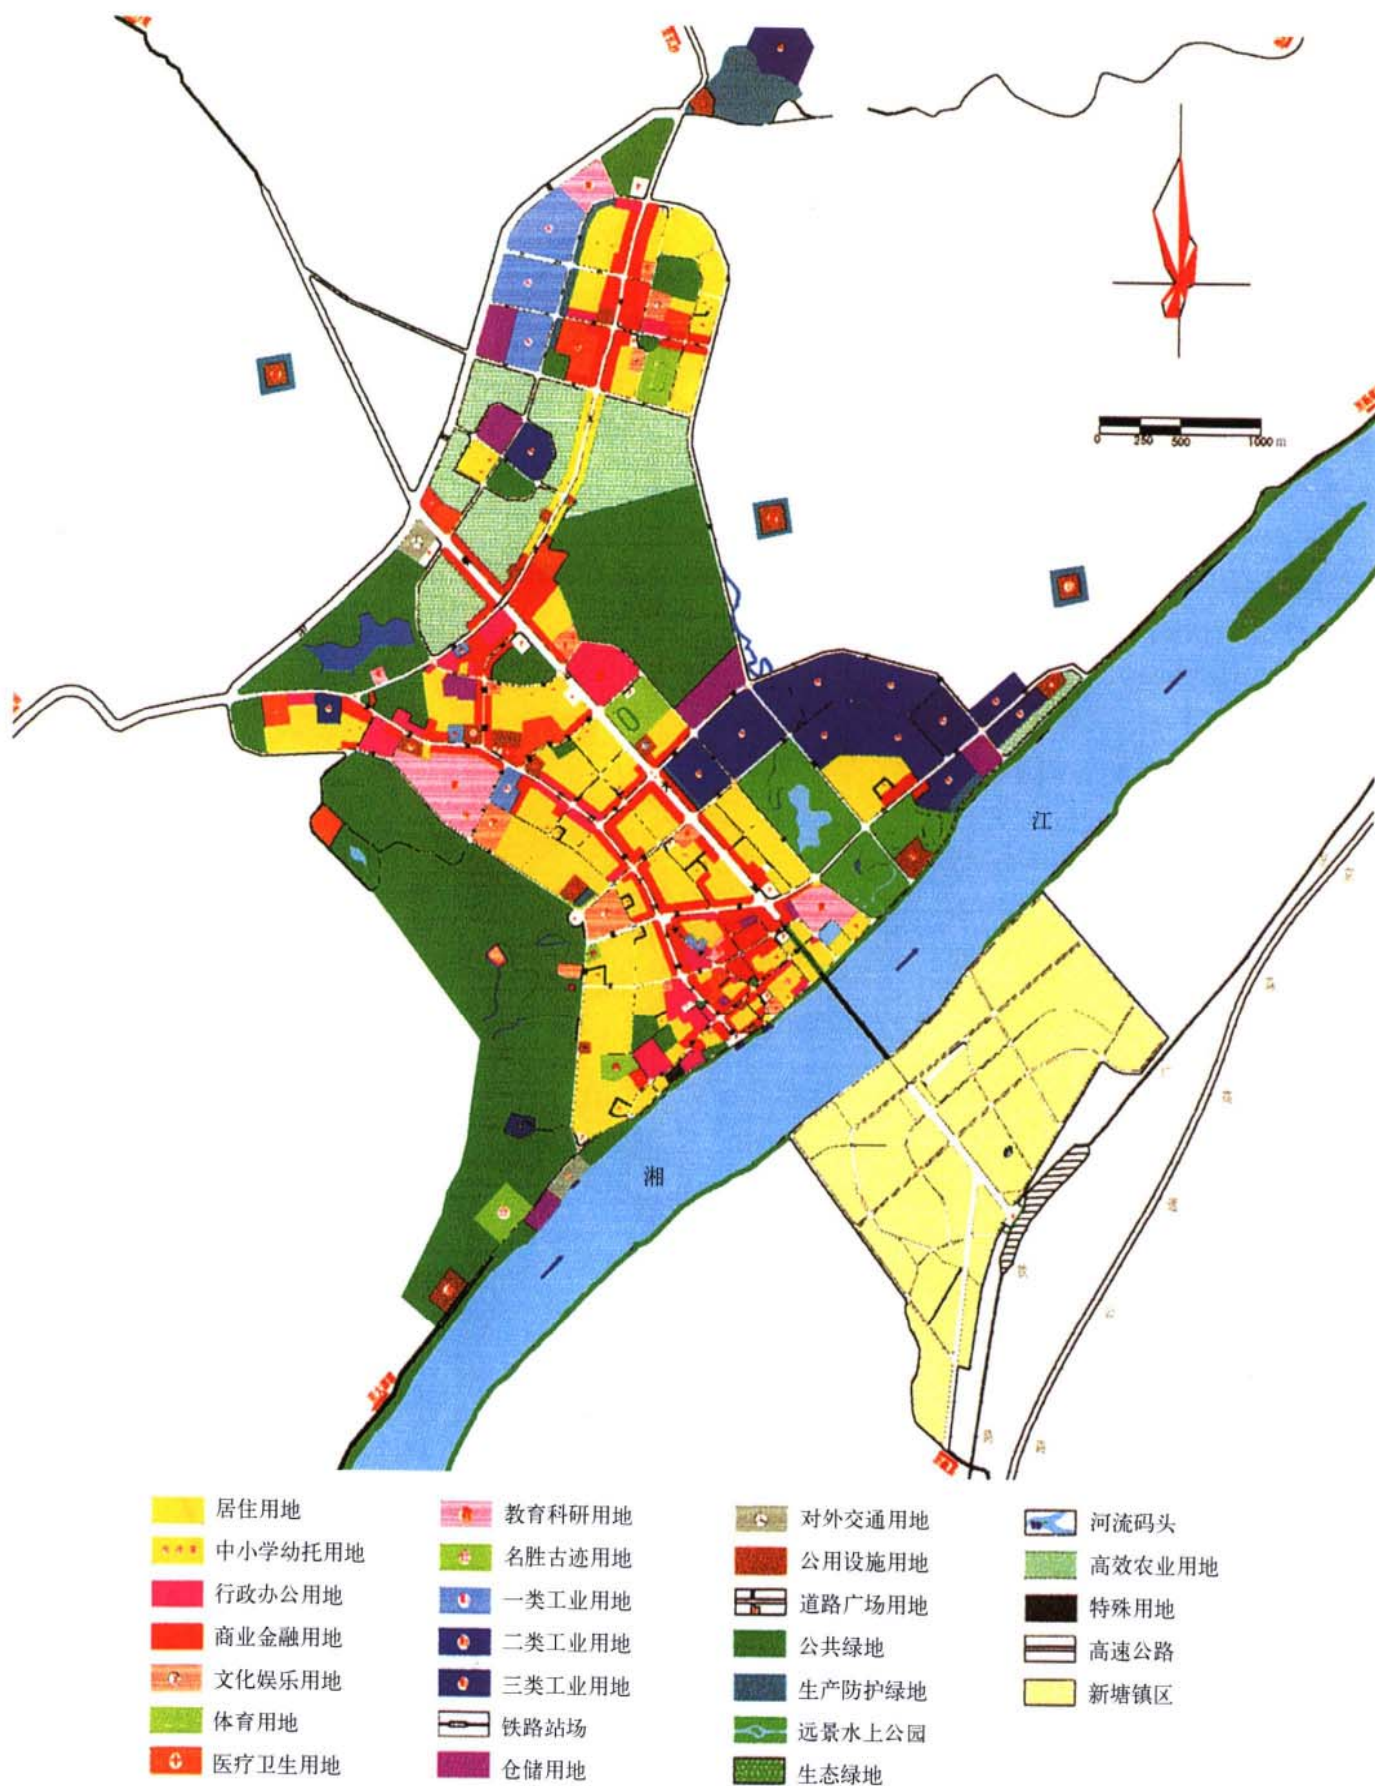 0 250 500 1000 m
江
湘
居住用地
中小学幼托用地
行政办公用地
商业金融用地
文化娱乐用地
体育用地
医疗卫生用地
教育科研用地
名胜古迹用地
一类工业用地
二类工业用地
三类工业用地
铁路站场
仓储用地
对外交通用地
公用设施用地
道路广场用地
公共绿地
生产防护绿地
远景水上公园
生态绿地
河流码头
高效农业用地
特殊用地
高速公路
新塘镇区